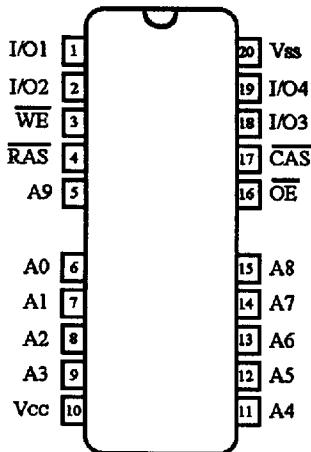 I/O1 1 20 Vss
I/O2 2 19 I/O4
WE 3 18 I/O3
RAS 4 17 CAS
A9 5 16 OE
A0 6 15 A8
A1 7 14 A7
A2 8 13 A6
A3 9 12 A5
Vcc 10 11 A4